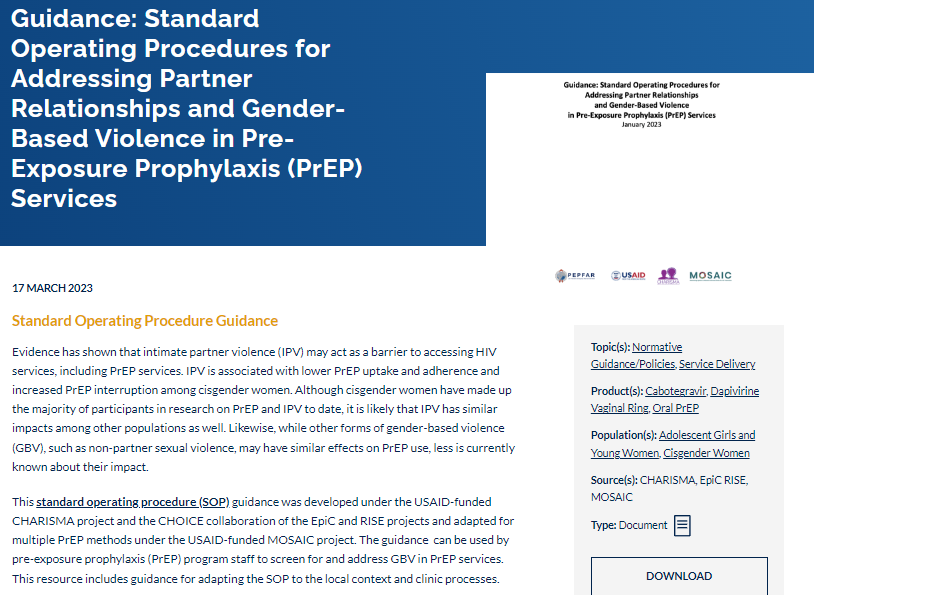 Guidance: Standard
Operating Procedures for
Addressing Partner
Relationships and Gender-
Based Violence in Pre-
Exposure Prophylaxis (PrEP)
Services
Guidance: Standard Operating Procedures for
Addressing Partner Relationships
and Gender-Based Violence
in Pre-Exposure Prophylaxis (PrEP) Services
January 2023
PEPFAR
USAID
CHARISMA
MOSAIC
17 MARCH 2023
Standard Operating Procedure Guidance
Evidence has shown that intimate partner violence (IPV) may act as a barrier to accessing HIV
services, including PrEP services. IPV is associated with lower PrEP uptake and adherence and
increased PrEP interruption among cisgender women. Although cisgender women have made up
the majority of participants in research on PrEP and IPV to date, it is likely that IPV has similar
impacts among other populations as well. Likewise, while other forms of gender-based violence
(GBV), such as non-partner sexual violence, may have similar effects on PrEP use, less is currently
known about their impact.
This standard operating procedure (SOP) guidance was developed under the USAID-funded
CHARISMA project and the CHOICE collaboration of the EpiC and RISE projects and adapted for
multiple PrEP methods under the USAID-funded MOSAIC project. The guidance can be used by
pre-exposure prophylaxis (PrEP) program staff to screen for and address GBV in PrEP services.
This resource includes guidance for adapting the SOP to the local context and clinic processes.
Topic(s): Normative
Guidance/Policies, Service Delivery
Product(s): Cabotegravir, Dapivirine
Vaginal Ring, Oral PrEP
Population(s): Adolescent Girls and
Young Women, Cisgender Women
Source(s): CHARISMA, EpiC RISE,
MOSAIC
Type: Document
DOWNLOAD